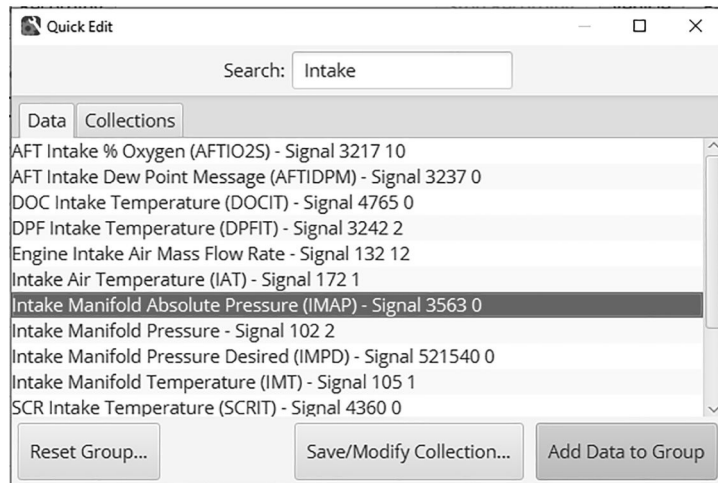 Quick Edit
Search: Intake
Data Collections
AFT Intake % Oxygen (AFTIO2S) - Signal 3217 10
AFT Intake Dew Point Message (AFTIDPM) - Signal 3237 0
DOC Intake Temperature (DOCIT) - Signal 4765 0
DPF Intake Temperature (DPFIT) - Signal 3242 2
Engine Intake Air Mass Flow Rate - Signal 132 12
Intake Air Temperature (IAT) - Signal 172 1
Intake Manifold Absolute Pressure (IMAP) - Signal 3563 0
Intake Manifold Pressure - Signal 102 2
Intake Manifold Pressure Desired (IMPD) - Signal 521540 0
Intake Manifold Temperature (IMT) - Signal 105 1
SCR Intake Temperature (SCRIT) - Signal 4360 0
Reset Group... Save/Modify Collection... Add Data to Group